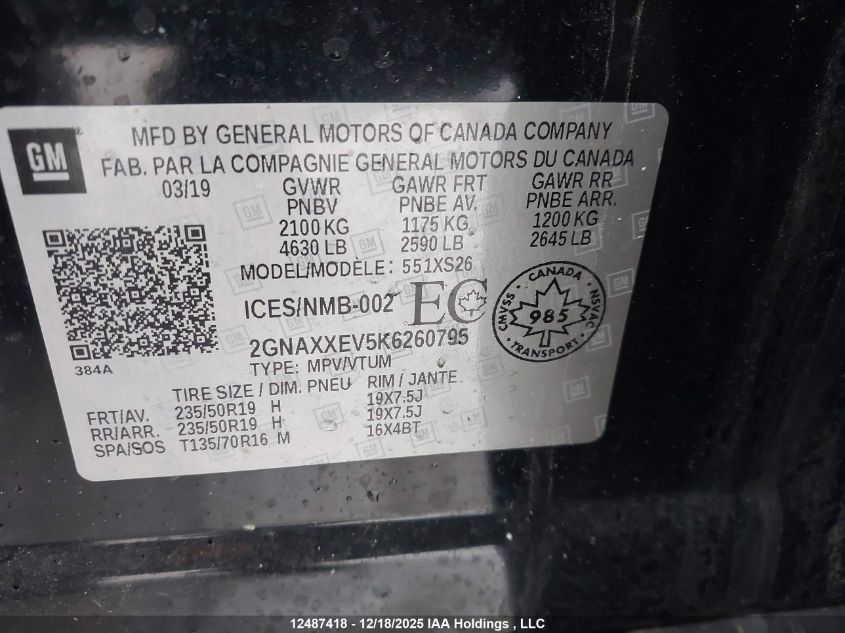 GM
MFD BY GENERAL MOTORS OF CANADA COMPANY
FAB. PAR LA COMPAGNIE GENERAL MOTORS DU CANADA
03/19 GVWR GAWR FRT GAWR RR
PNBV PNBE AV. PNBE ARR.
2100 KG 1175 KG 1200 KG
4630 LB 2590 LB 2645 LB
MODEL/MODÈLE: 551XS26
ICES/NMB-002 EC
CANADA
CMVSS 985 NSVAC
TRANSPORT
2GNAXXEV5K6260795
384A
TYPE: MPV/VTUM
TIRE SIZE / DIM. PNEU RIM / JANTE
FRT/AV. 235/50R19 H 19X7.5J
RR/ARR. 235/50R19 H 19X7.5J
SPA/SOS T135/70R16 M 16X4BT
12487418 - 12/18/2025 IAA Holdings , LLC